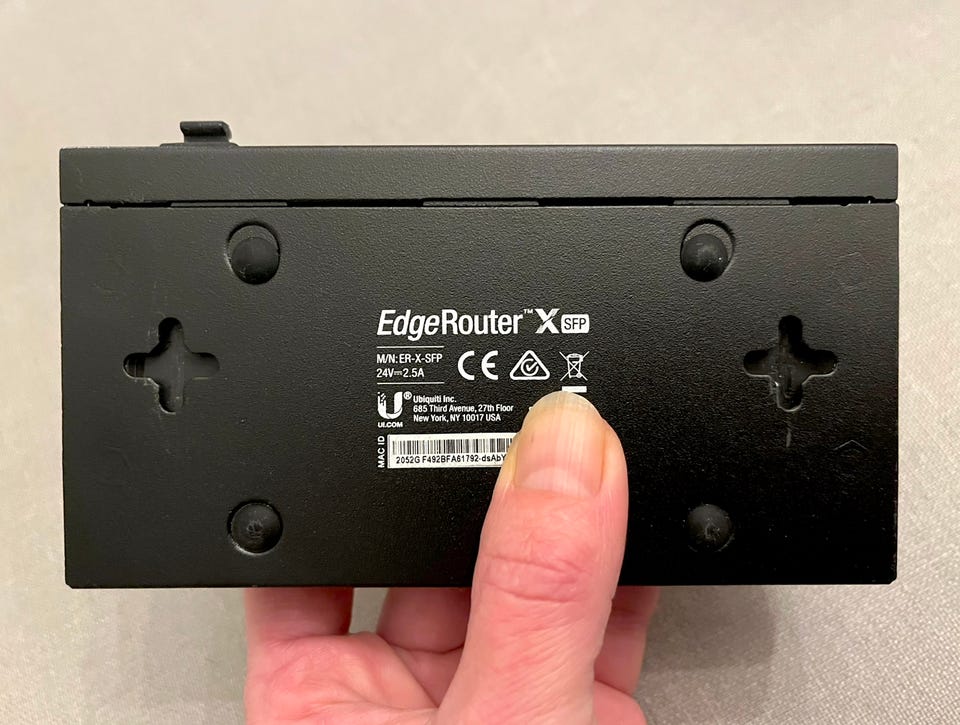 EdgeRouter™ X SFP
M/N: ER-X-SFP
24V⎓2.5A
CE
U®
UI.COM
Ubiquiti Inc.
685 Third Avenue, 27th Floor
New York, NY 10017 USA
MAC ID
2052G F492BFA61792-dsAb